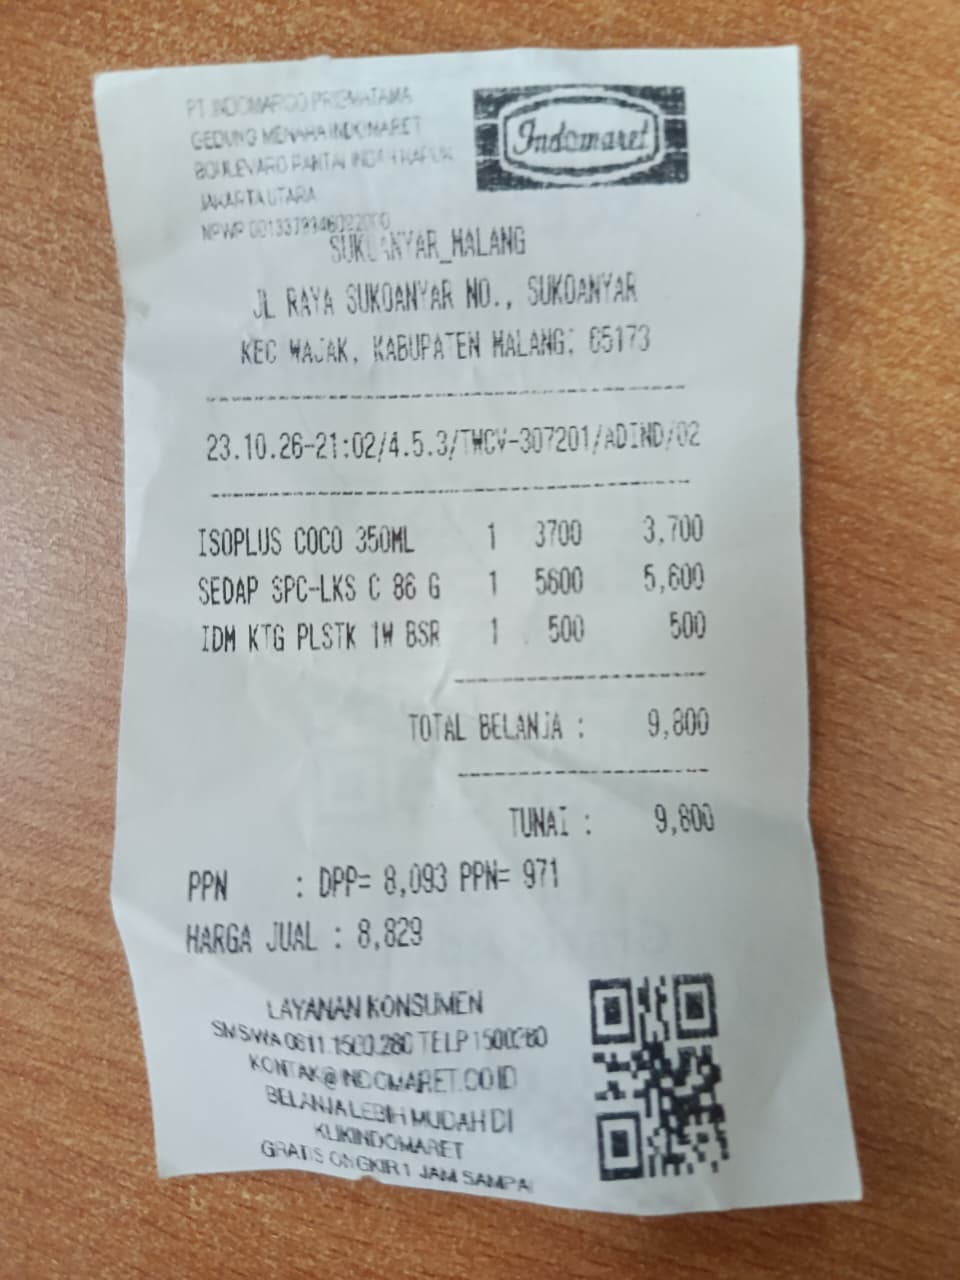 PT.INDOMARCO PRISMATAMA
GEDUNG MENARA INDOMARET
BOULEVARD PANTAI INDAH KAPUK
JAKARTA UTARA
NPWP
Indomaret
SUKOANYAR_MALANG
JL RAYA SUKOANYAR NO., SUKOANYAR
KEC WAJAK, KABUPATEN MALANG, 65173
23.10.26-21:02/4.5.3/TWCV-307201/ADIND/02
ISOPLUS COCO 350ML 1 3700 3,700
SEDAP SPC-LKS C 86 G 1 5600 5,600
IDM KTG PLSTK 1W BSR 1 500 500
TOTAL BELANJA : 9,800
TUNAI : 9,800
PPN : DPP= 8,093 PPN= 971
HARGA JUAL : 8,829
LAYANAN KONSUMEN
SMS/WA 0811.1500.280 TELP 1500280
KONTAK@INDOMARET.CO.ID
BELANJA LEBIH MUDAH DI
KLIKINDOMARET
GRATIS ONGKIR 1 JAM SAMPAI